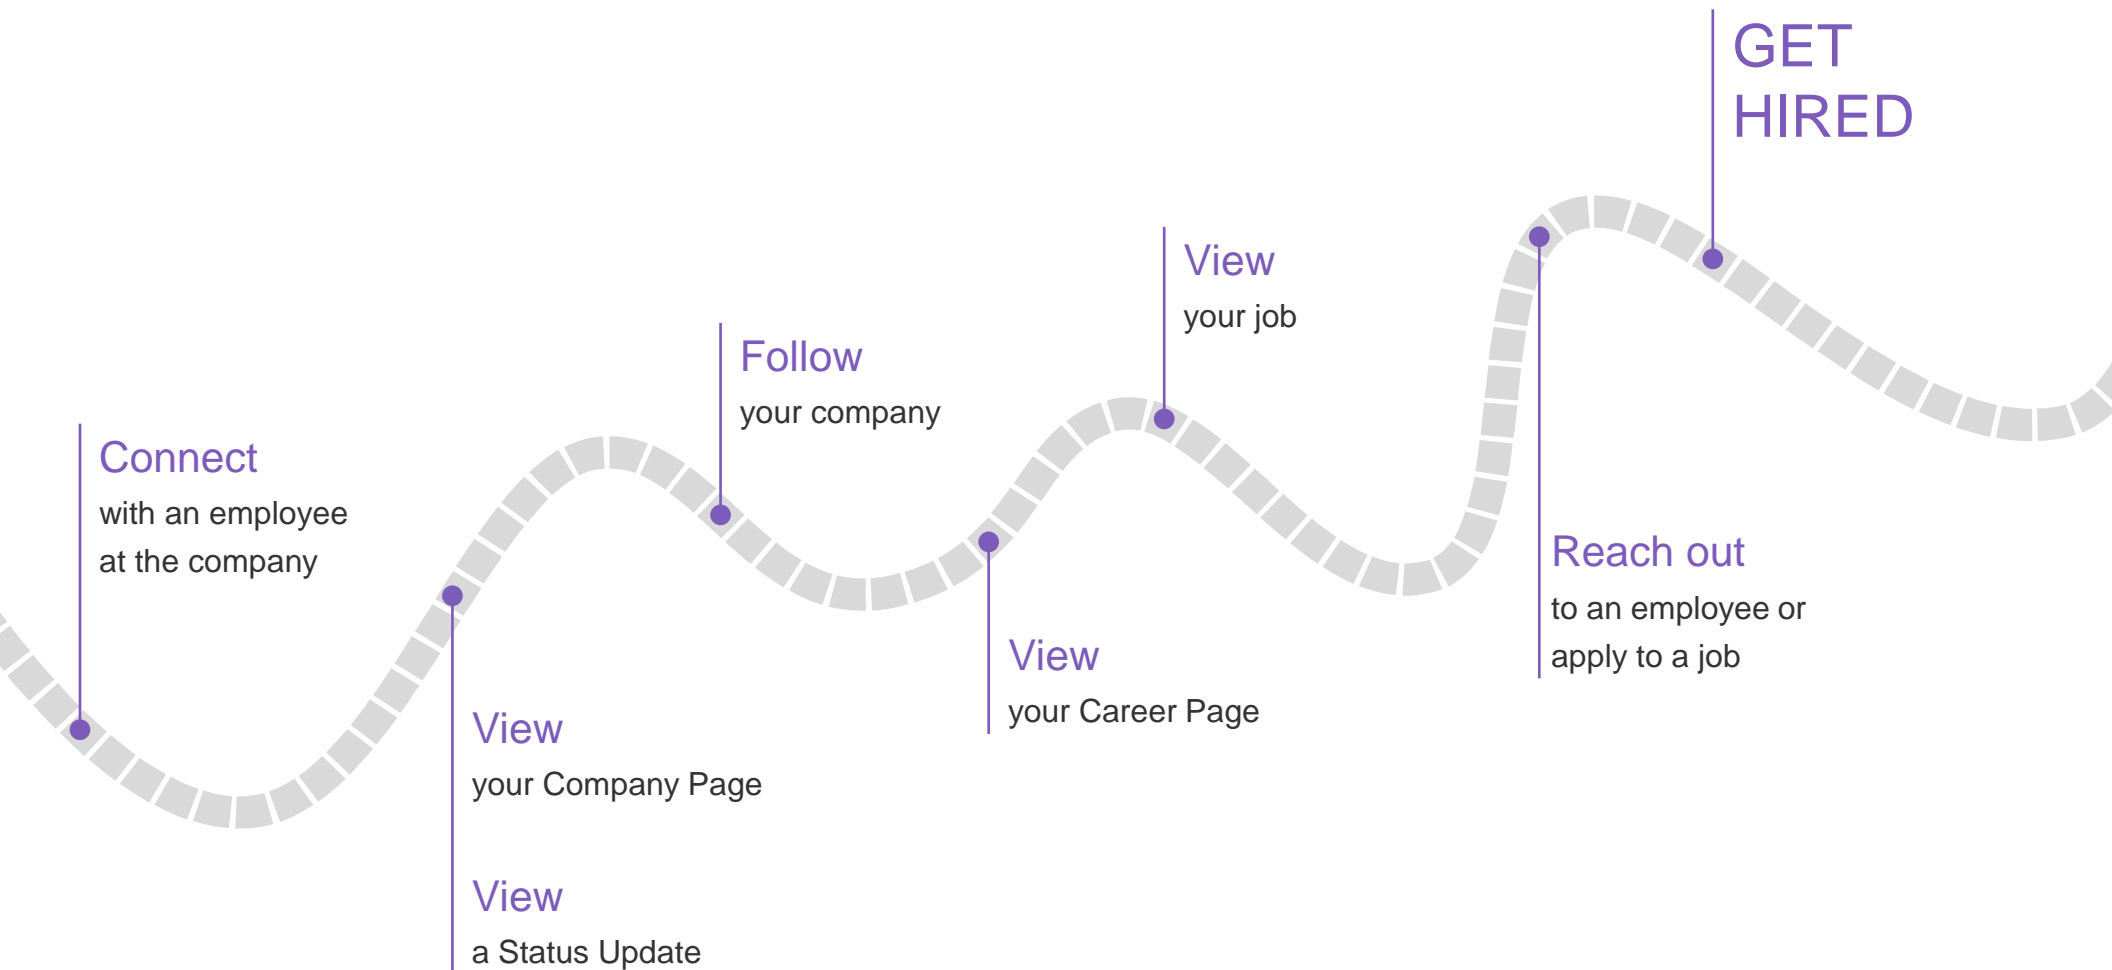 Connect
with an employee
at the company
View
your Company Page
View
a Status Update
Follow
your company
View
your Career Page
View
your job
Reach out
to an employee or
apply to a job
GET
HIRED